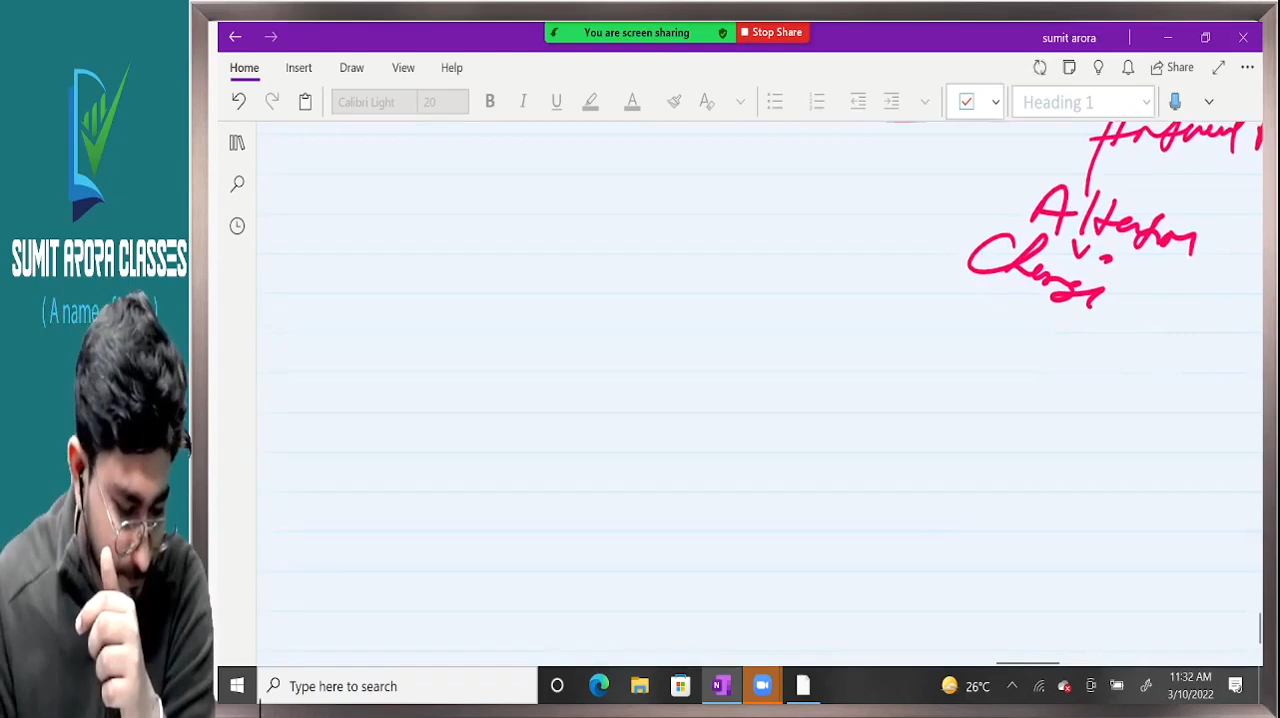 You are screen sharing
Stop Share
sumit arora
Home
Insert
Draw
View
Help
Share
Calibri Light
20
B
I
U
A
Heading 1
Alteration
Change
SUMIT ARORA CLASSES
( A name
)
Type here to search
26°C
11:32 AM
3/10/2022